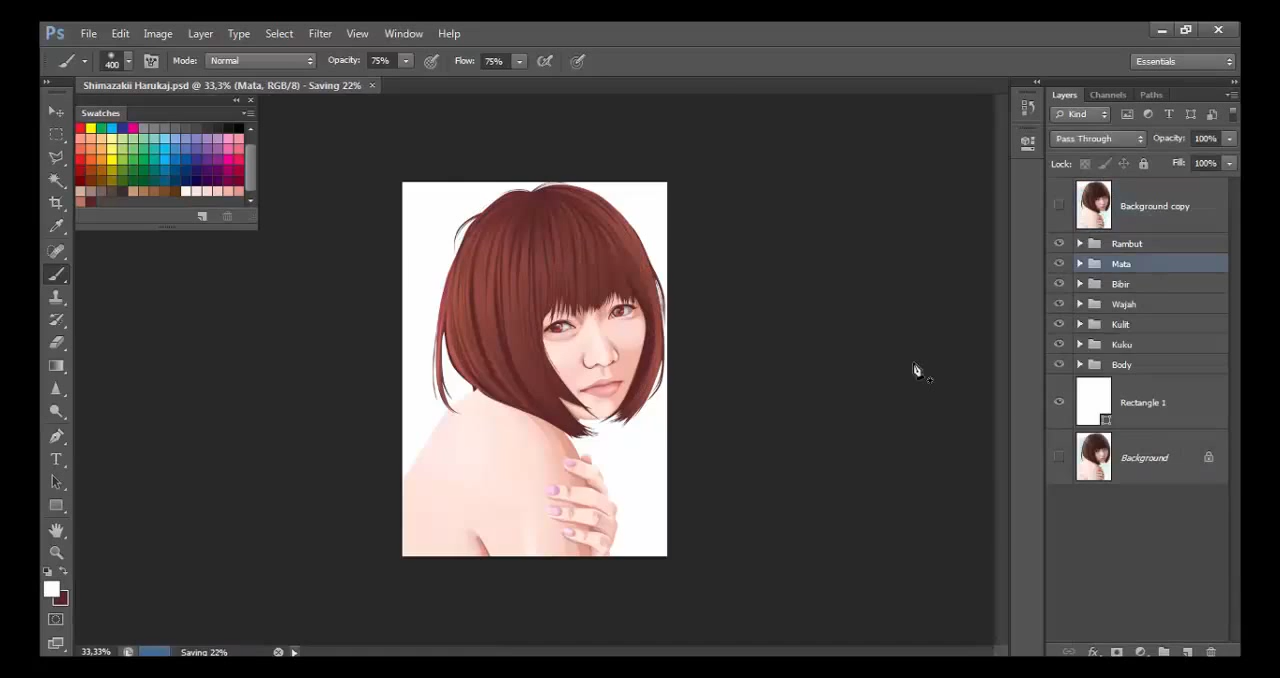 Ps File Edit Image Layer Type Select Filter View Window Help
400 Mode: Normal Opacity: 75% Flow: 75% Essentials
Shimazakii Harukaj.psd @ 33,3% (Mata, RGB/8) - Saving 22% ×
Swatches
Layers Channels Paths
Kind
Pass Through Opacity: 100%
Lock: Fill: 100%
Background copy
Rambut
Mata
Bibir
Wajah
Kulit
Kuku
Body
Rectangle 1
Background
33,33% Saving 22%